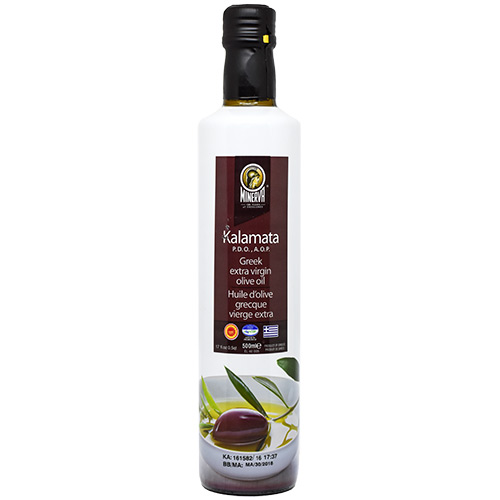 MINERVA
Kalamata
P.D.O., A.O.P.
Greek
extra virgin
olive oil
Huile d'olive
grecque
vierge extra
500ml e
KA: 161582/ 16 17:37
BB/MA: MA/30/2018